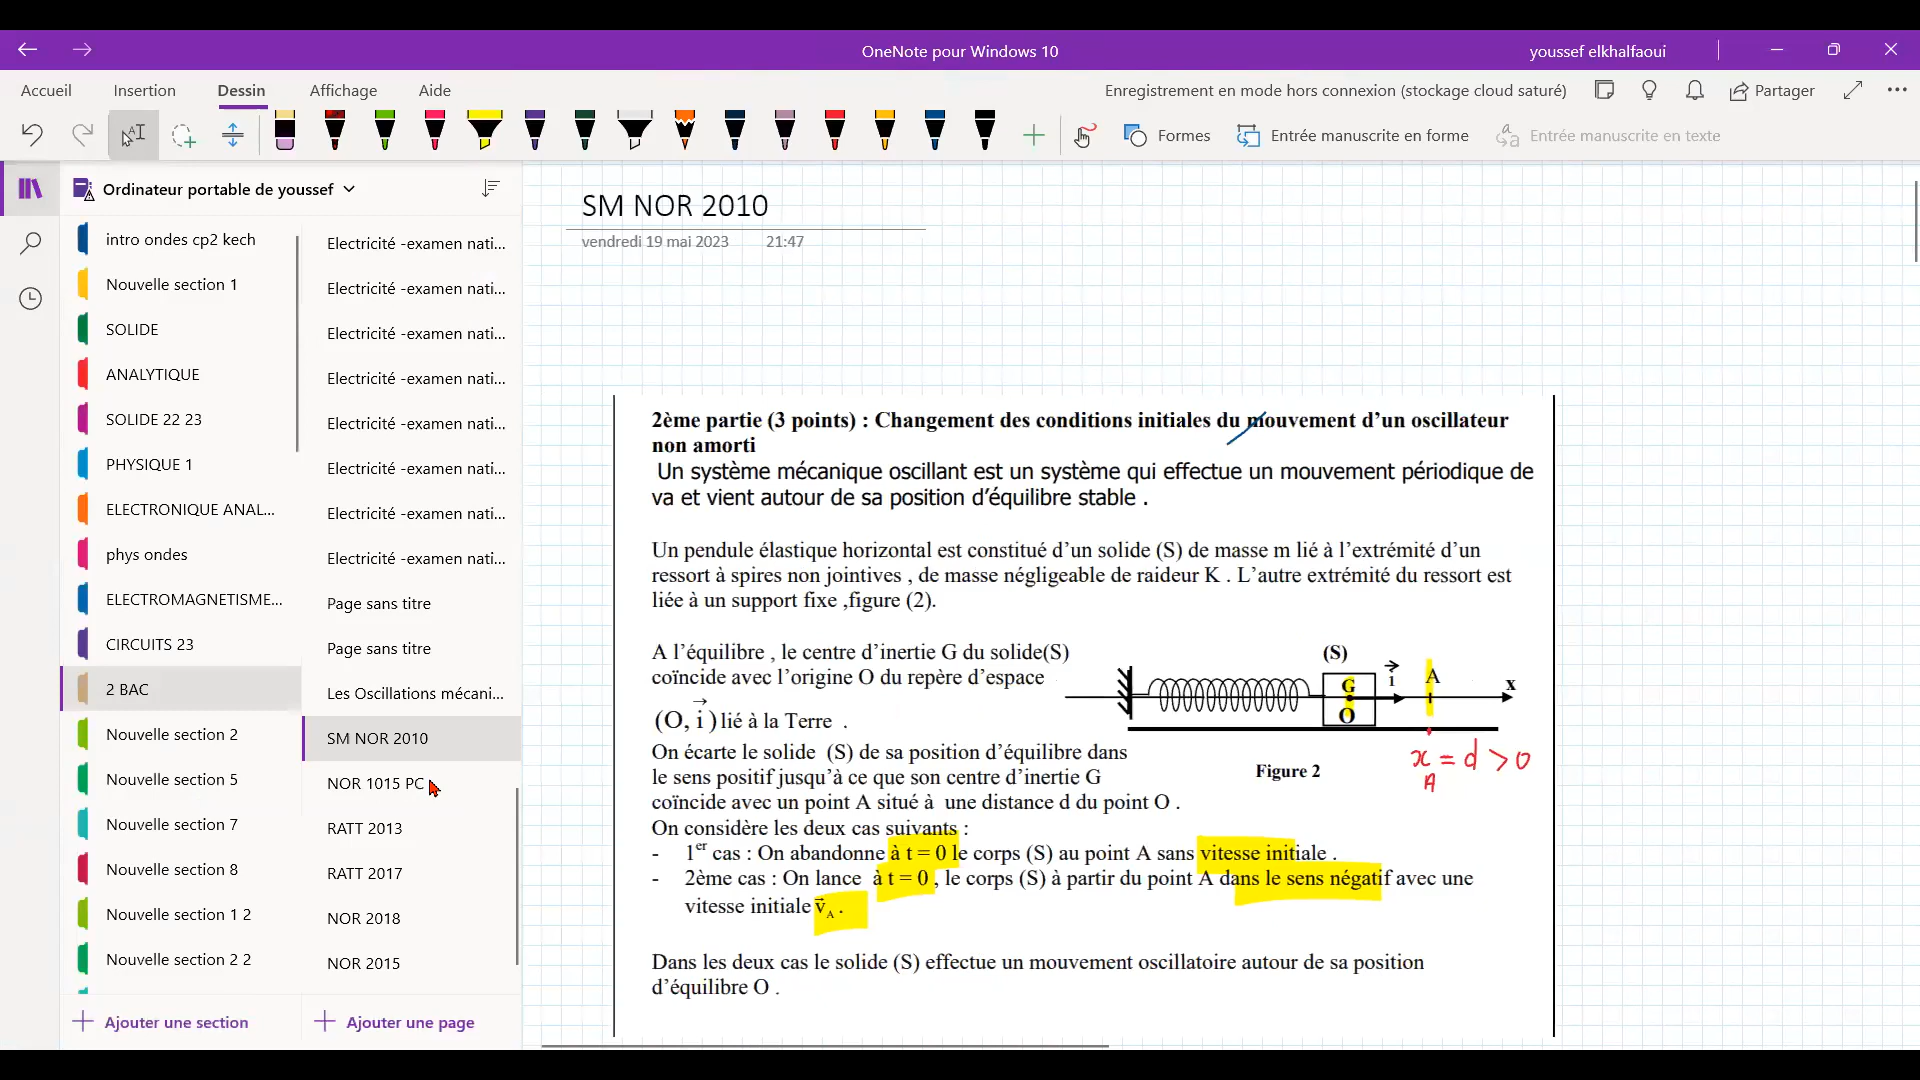 OneNote pour Windows 10
youssef elkhalfaoui
Accueil
Insertion
Dessin
Affichage
Aide
Enregistrement en mode hors connexion (stockage cloud saturé)
Partager
Formes
Entrée manuscrite en forme
Entrée manuscrite en texte
Ordinateur portable de youssef
intro ondes cp2 kech
Nouvelle section 1
SOLIDE
ANALYTIQUE
SOLIDE 22 23
PHYSIQUE 1
ELECTRONIQUE ANAL...
phys ondes
ELECTROMAGNETISME...
CIRCUITS 23
2 BAC
Nouvelle section 2
Nouvelle section 5
Nouvelle section 7
Nouvelle section 8
Nouvelle section 1 2
Nouvelle section 2 2
Ajouter une section
Electricité -examen nati...
Electricité -examen nati...
Electricité -examen nati...
Electricité -examen nati...
Electricité -examen nati...
Electricité -examen nati...
Electricité -examen nati...
Electricité -examen nati...
Page sans titre
Page sans titre
Les Oscillations mécani...
SM NOR 2010
NOR 1015 PC
RATT 2013
RATT 2017
NOR 2018
NOR 2015
Ajouter une page
SM NOR 2010
vendredi 19 mai 2023 21:47
2ème partie (3 points) : Changement des conditions initiales du mouvement d'un oscillateur
non amorti
Un système mécanique oscillant est un système qui effectue un mouvement périodique de
va et vient autour de sa position d'équilibre stable .
Un pendule élastique horizontal est constitué d'un solide (S) de masse m lié à l'extrémité d'un
ressort à spires non jointives , de masse négligeable de raideur K . L'autre extrémité du ressort est
liée à un support fixe ,figure (2).
A l'équilibre , le centre d'inertie G du solide(S)
coïncide avec l'origine O du repère d'espace
(O, i⃗ ) lié à la Terre .
On écarte le solide (S) de sa position d'équilibre dans
le sens positif jusqu'à ce que son centre d'inertie G
coïncide avec un point A situé à une distance d du point O .
(S)
i⃗
A
G
O
x
Figure 2
x_A = d > 0
On considère les deux cas suivants :
- 1er cas : On abandonne à t = 0 le corps (S) au point A sans vitesse initiale .
- 2ème cas : On lance à t = 0 , le corps (S) à partir du point A dans le sens négatif avec une
vitesse initiale v⃗_A .
Dans les deux cas le solide (S) effectue un mouvement oscillatoire autour de sa position
d'équilibre O .